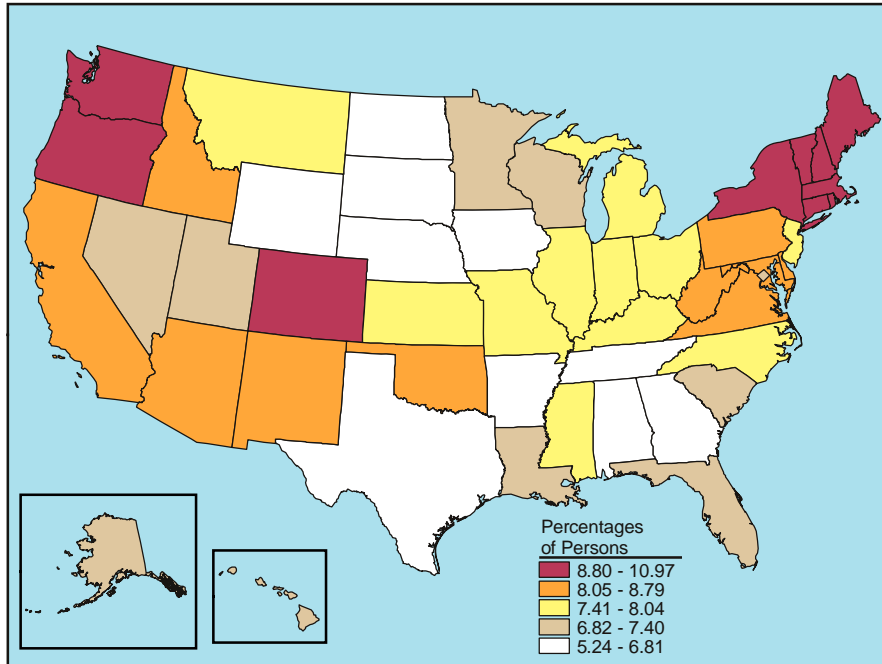 Percentages
of Persons
8.80 - 10.97
8.05 - 8.79
7.41 - 8.04
6.82 - 7.40
5.24 - 6.81